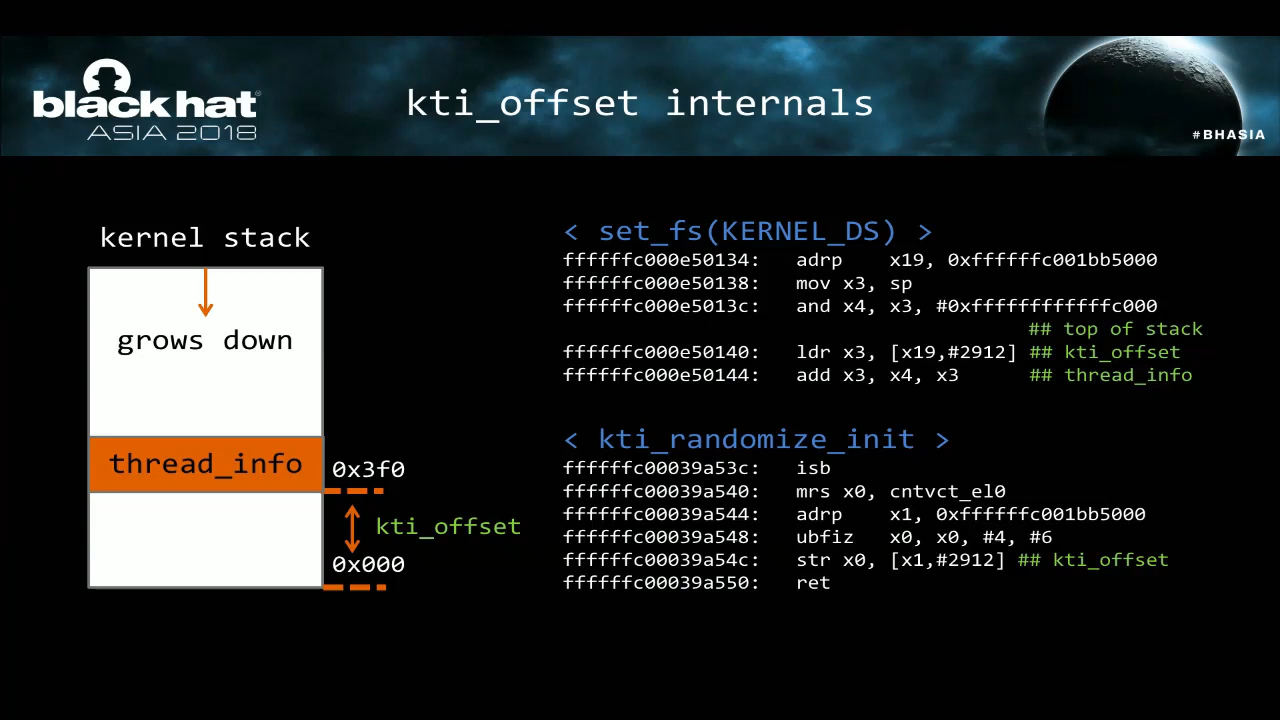 black hat®
ASIA 2018
kti_offset internals
#BHASIA
kernel stack
grows down
thread_info
0x3f0
kti_offset
0x000
< set_fs(KERNEL_DS) >
ffffffc000e50134: adrp x19, 0xffffffc001bb5000
ffffffc000e50138: mov x3, sp
ffffffc000e5013c: and x4, x3, #0xffffffffffffc000
## top of stack
ffffffc000e50140: ldr x3, [x19,#2912] ## kti_offset
ffffffc000e50144: add x3, x4, x3 ## thread_info
< kti_randomize_init >
ffffffc00039a53c: isb
ffffffc00039a540: mrs x0, cntvct_el0
ffffffc00039a544: adrp x1, 0xffffffc001bb5000
ffffffc00039a548: ubfiz x0, x0, #4, #6
ffffffc00039a54c: str x0, [x1,#2912] ## kti_offset
ffffffc00039a550: ret